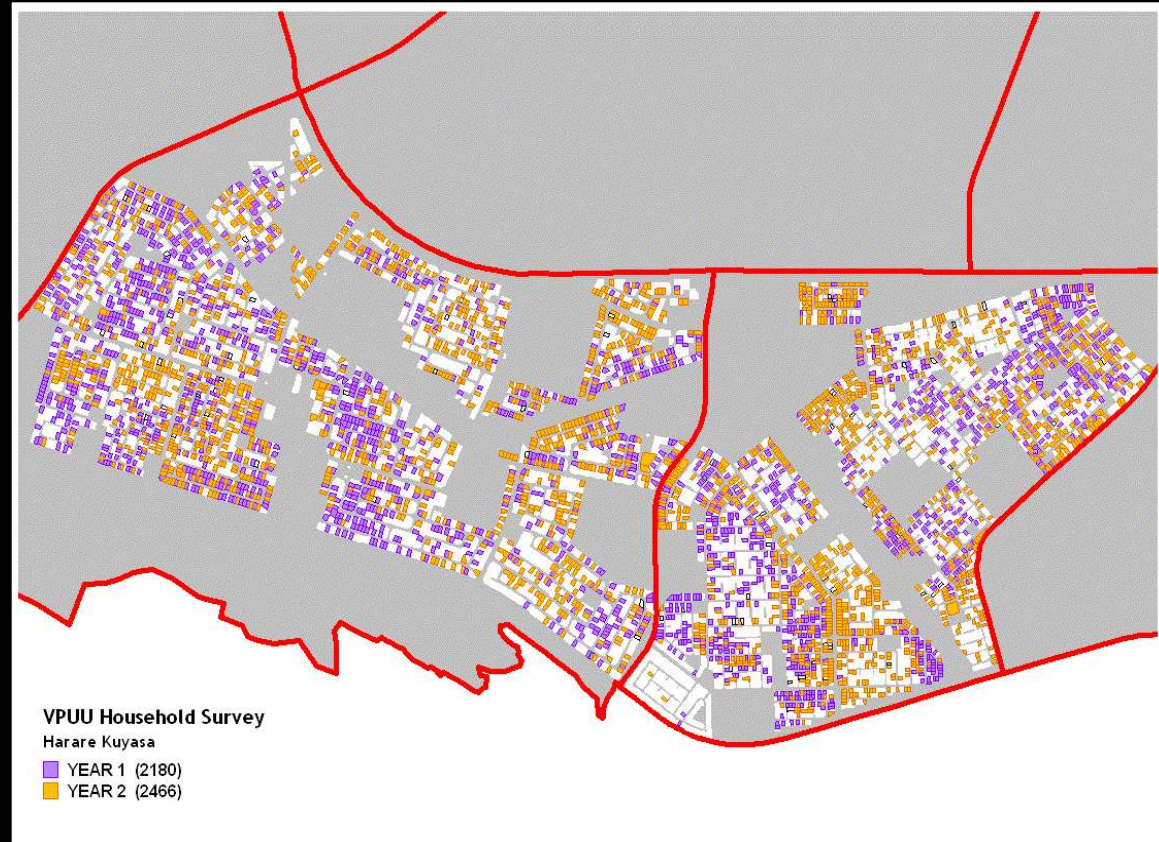 VPUU Household Survey
Harare Kuyasa
YEAR 1 (2180)
YEAR 2 (2466)